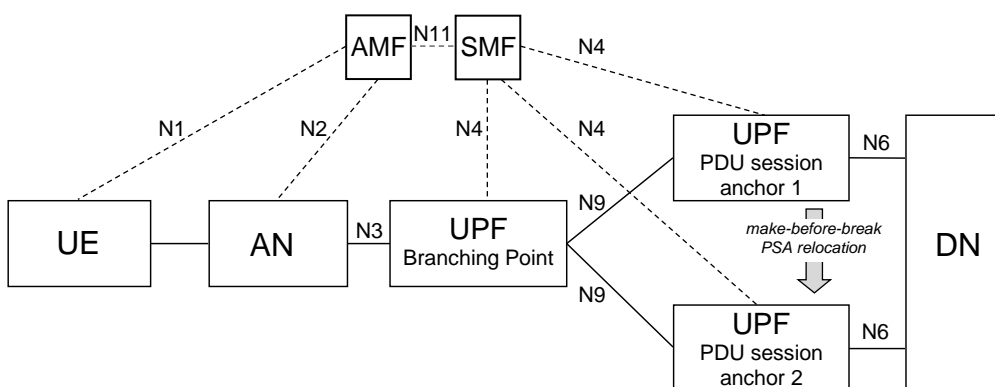 AMF
N11
SMF
N4
N1
N2
N4
N4
UPF
PDU session
anchor 1
N6
UE
AN
N3
UPF
Branching Point
N9
N9
make-before-break
PSA relocation
DN
UPF
PDU session
anchor 2
N6